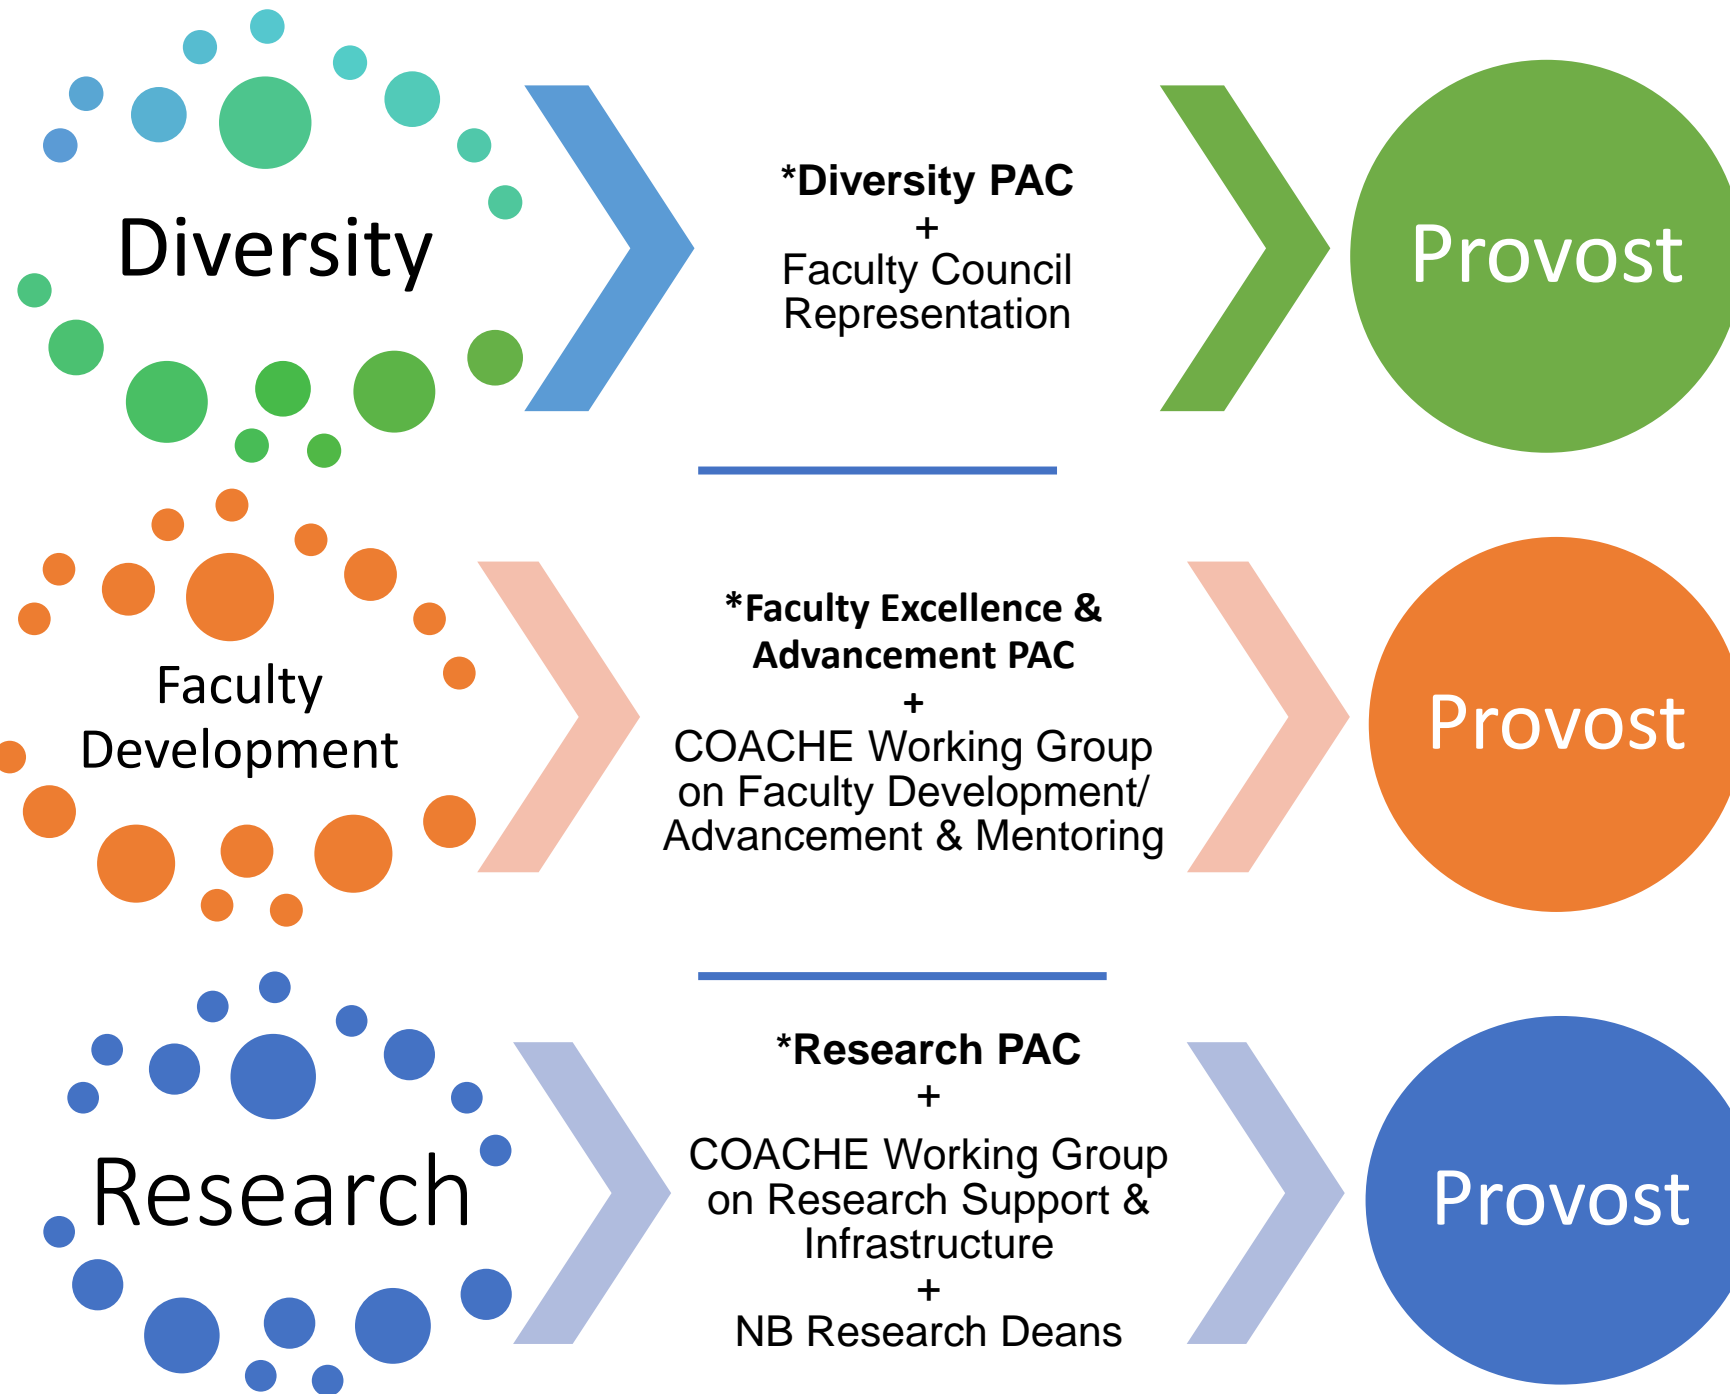 Diversity
*Diversity PAC
+
Faculty Council
Representation
Provost
Faculty
Development
*Faculty Excellence &
Advancement PAC
+
COACHE Working Group
on Faculty Development/
Advancement & Mentoring
Provost
Research
*Research PAC
+
COACHE Working Group
on Research Support &
Infrastructure
+
NB Research Deans
Provost